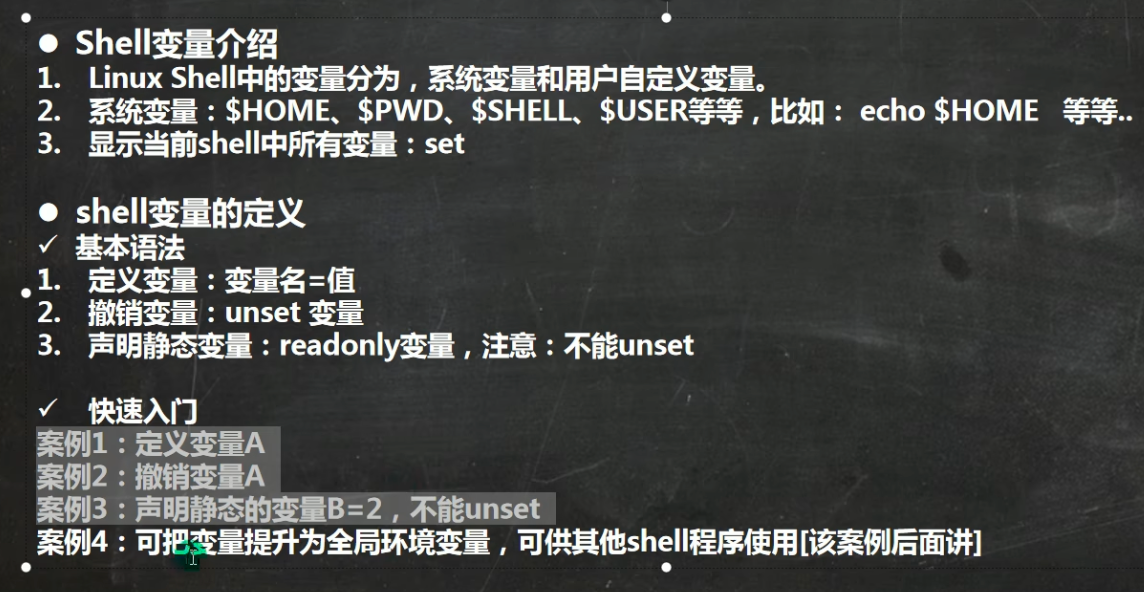 ● Shell变量介绍
1. Linux Shell中的变量分为，系统变量和用户自定义变量。
2. 系统变量：$HOME、$PWD、$SHELL、$USER等等，比如： echo $HOME 等等..
3. 显示当前shell中所有变量：set
● shell变量的定义
✓ 基本语法
1. 定义变量：变量名=值
2. 撤销变量：unset 变量
3. 声明静态变量：readonly变量，注意：不能unset
✓ 快速入门
案例1：定义变量A
案例2：撤销变量A
案例3：声明静态的变量B=2，不能unset
案例4：可把变量提升为全局环境变量，可供其他shell程序使用[该案例后面讲]